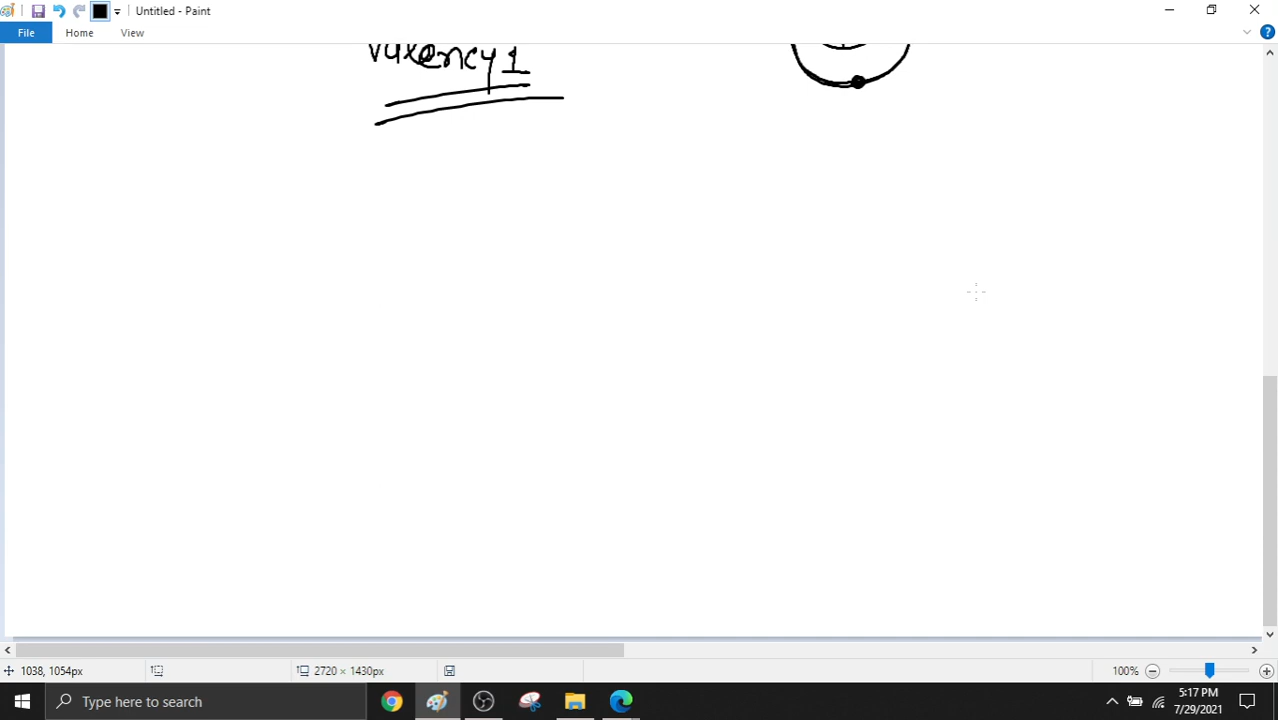 Untitled - Paint
File Home View
Valency 1
1038, 1054px
2720 × 1430px
100%
Type here to search
5:17 PM
7/29/2021